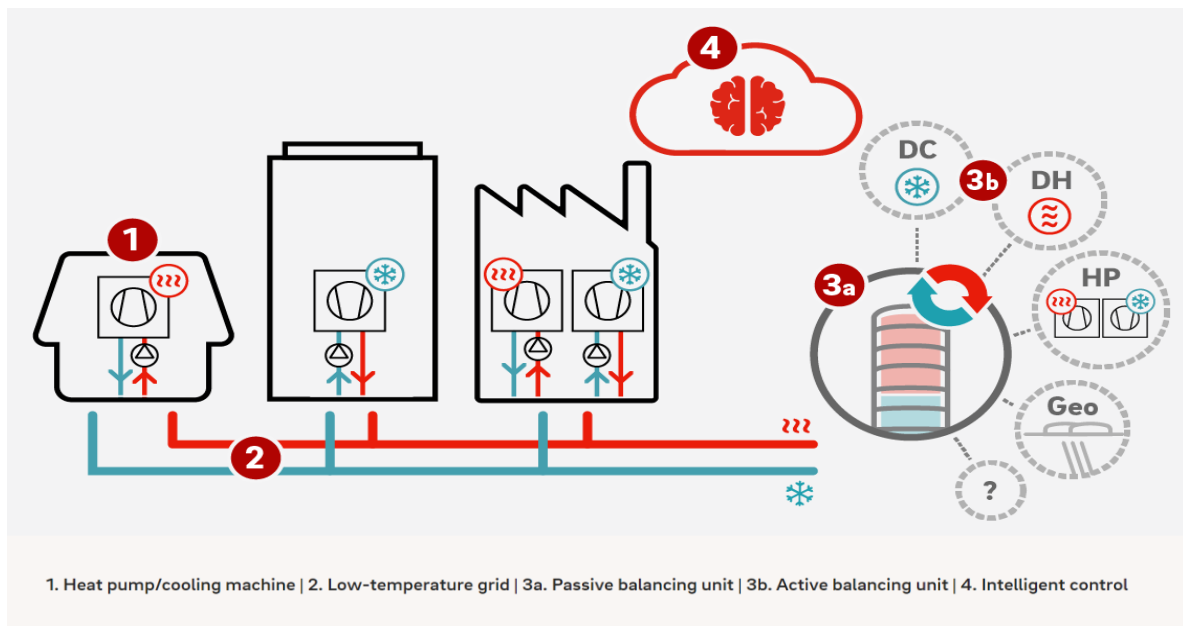 4
DC
3b
DH
1
3a
HP
Geo
2
?
1. Heat pump/cooling machine | 2. Low-temperature grid | 3a. Passive balancing unit | 3b. Active balancing unit | 4. Intelligent control